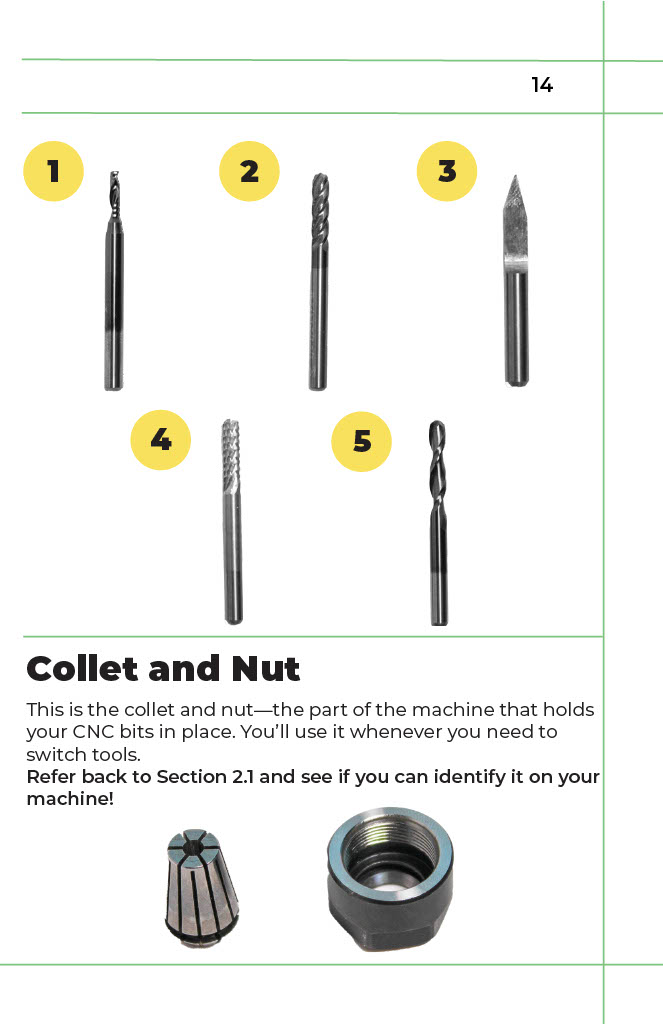 14
1
2
3
4
5
Collet and Nut
This is the collet and nut—the part of the machine that holds
your CNC bits in place. You’ll use it whenever you need to
switch tools.
Refer back to Section 2.1 and see if you can identify it on your
machine!